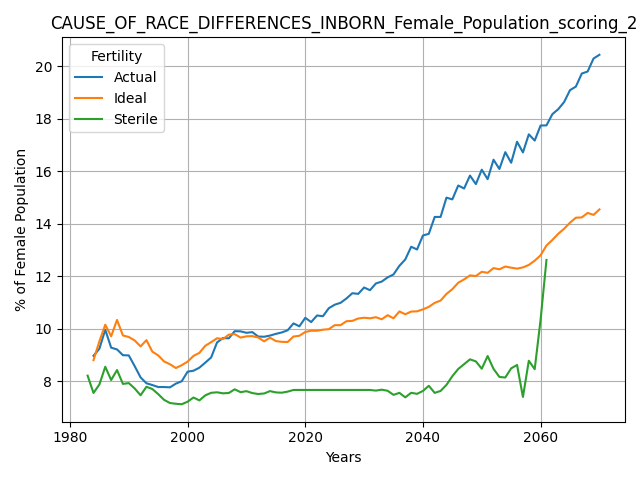 CAUSE_OF_RACE_DIFFERENCES_INBORN_Female_Population_scoring_2
Fertility
Actual
Ideal
Sterile
% of Female Population
20
18
16
14
12
10
8
1980
2000
2020
2040
2060
Years